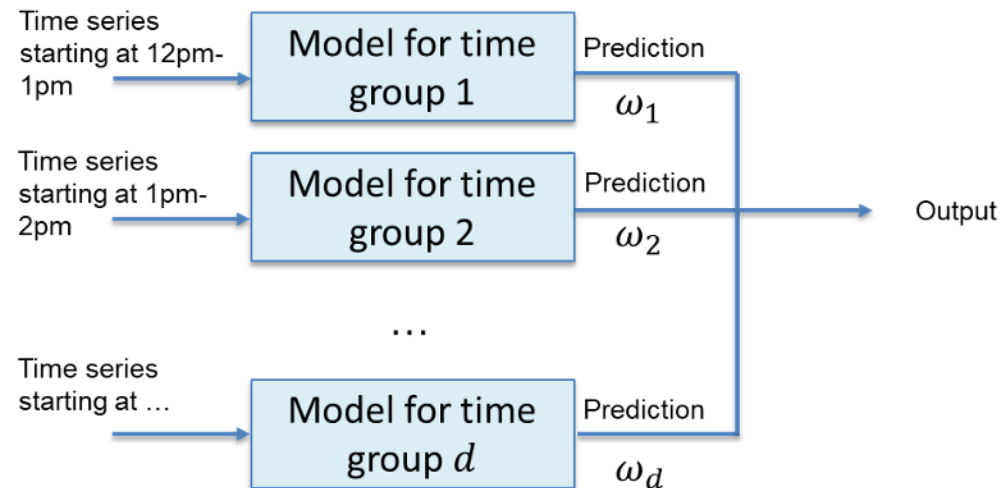 Time series
starting at 12pm-
1pm
Model for time
group 1
Prediction
ω₁
Time series
starting at 1pm-
2pm
Model for time
group 2
Prediction
ω₂
Output
...
Time series
starting at ...
Model for time
group d
Prediction
ω_d